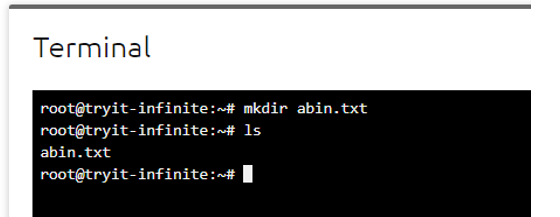 Terminal
root@tryit-infinite:~# mkdir abin.txt
root@tryit-infinite:~# ls
abin.txt
root@tryit-infinite:~#